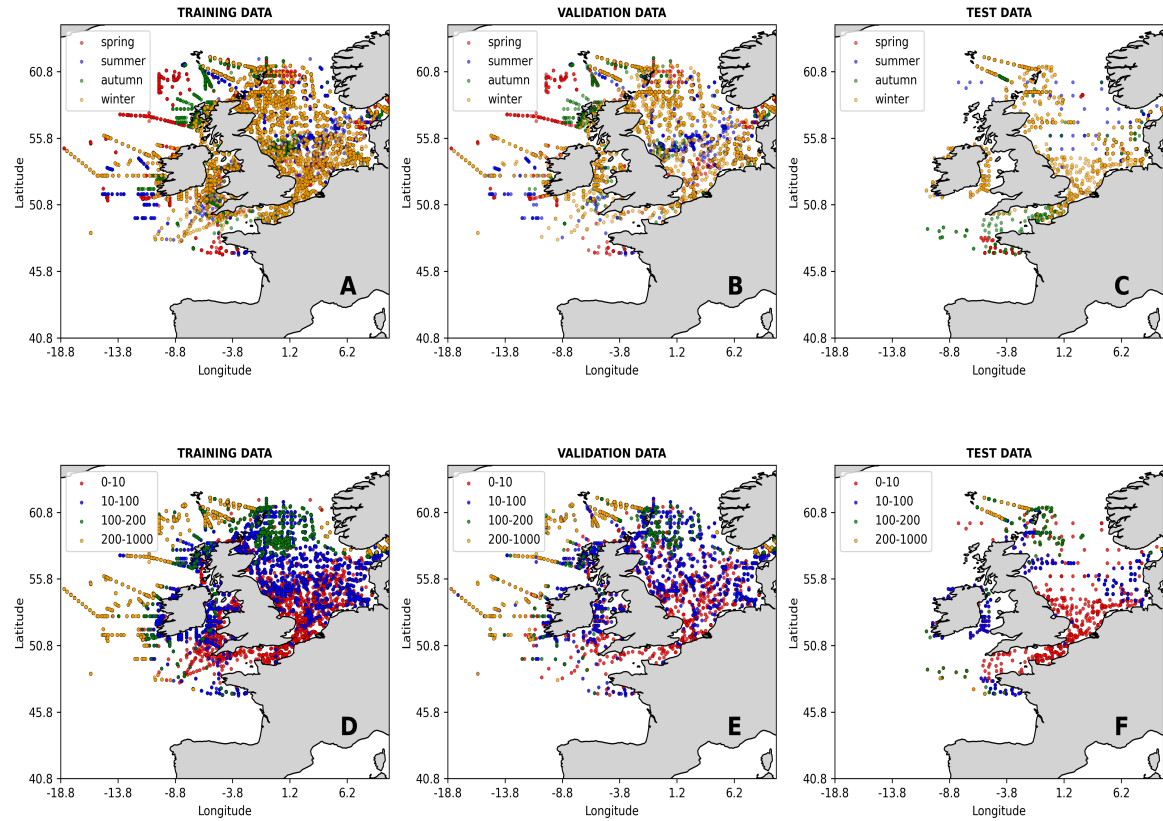 TRAINING DATA
spring
summer
autumn
winter
60.8
55.8
50.8
45.8
40.8
Latitude
A
-18.8 -13.8 -8.8 -3.8 1.2 6.2
Longitude
VALIDATION DATA
spring
summer
autumn
winter
60.8
55.8
50.8
45.8
40.8
Latitude
B
-18.8 -13.8 -8.8 -3.8 1.2 6.2
Longitude
TEST DATA
spring
summer
autumn
winter
60.8
55.8
50.8
45.8
40.8
Latitude
C
-18.8 -13.8 -8.8 -3.8 1.2 6.2
Longitude
TRAINING DATA
0-10
10-100
100-200
200-1000
60.8
55.8
50.8
45.8
40.8
Latitude
D
-18.8 -13.8 -8.8 -3.8 1.2 6.2
Longitude
VALIDATION DATA
0-10
10-100
100-200
200-1000
60.8
55.8
50.8
45.8
40.8
Latitude
E
-18.8 -13.8 -8.8 -3.8 1.2 6.2
Longitude
TEST DATA
0-10
10-100
100-200
200-1000
60.8
55.8
50.8
45.8
40.8
Latitude
F
-18.8 -13.8 -8.8 -3.8 1.2 6.2
Longitude